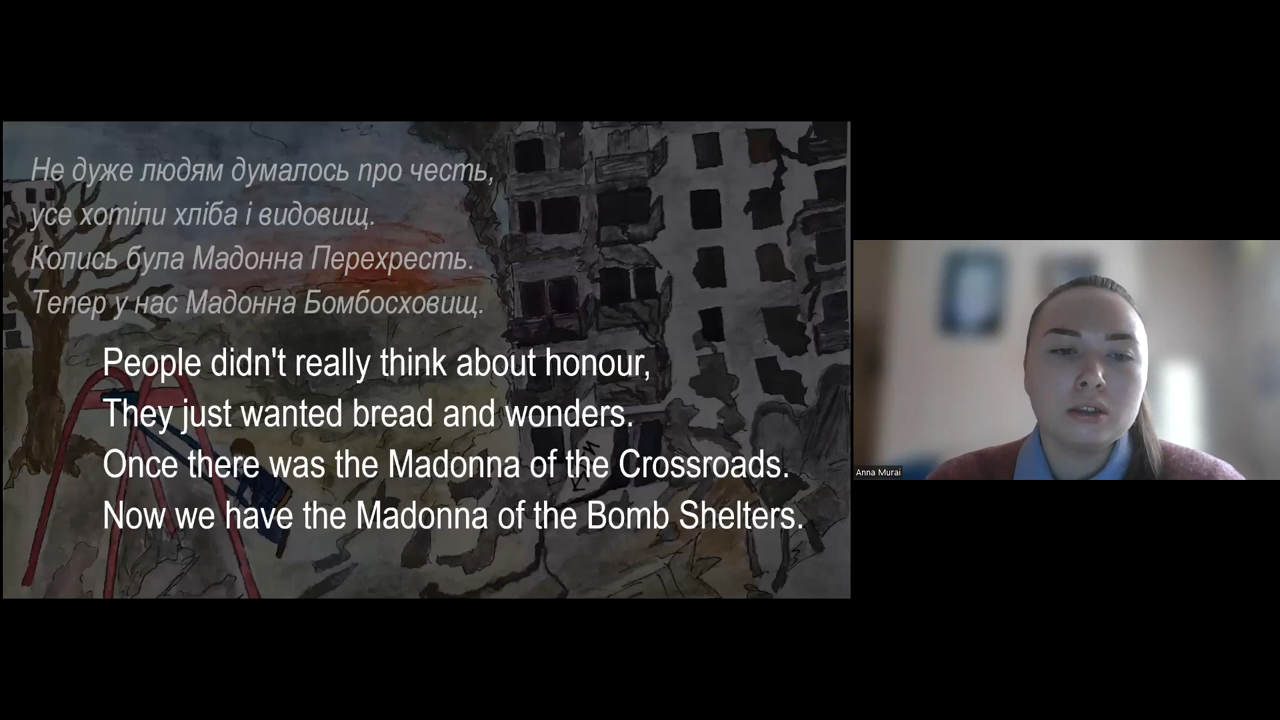 Не дуже людям думалось про честь,
усе хотіли хліба і видовищ.
Колись була Мадонна Перехресть.
Тепер у нас Мадонна Бомбосховищ.
People didn't really think about honour,
They just wanted bread and wonders.
Once there was the Madonna of the Crossroads.
Now we have the Madonna of the Bomb Shelters.
Anna Murai